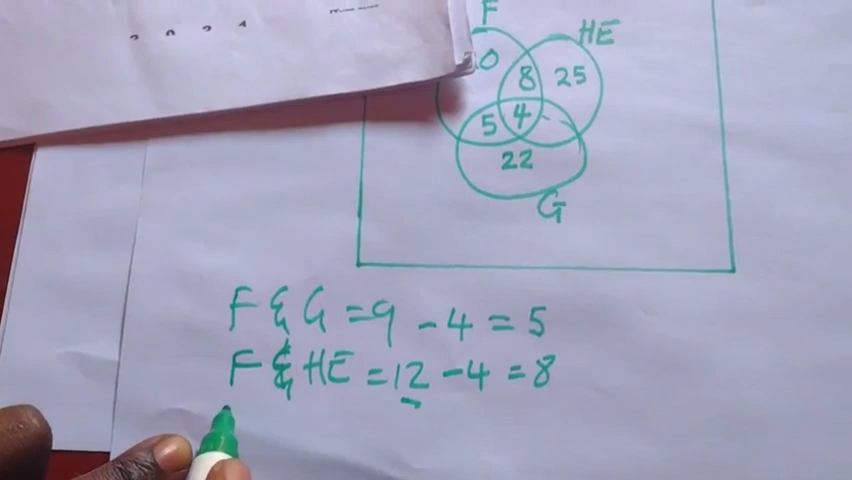 F
HE
0 8 25
5 4
22
G
F & G = 9 - 4 = 5
F & HE = 12 - 4 = 8